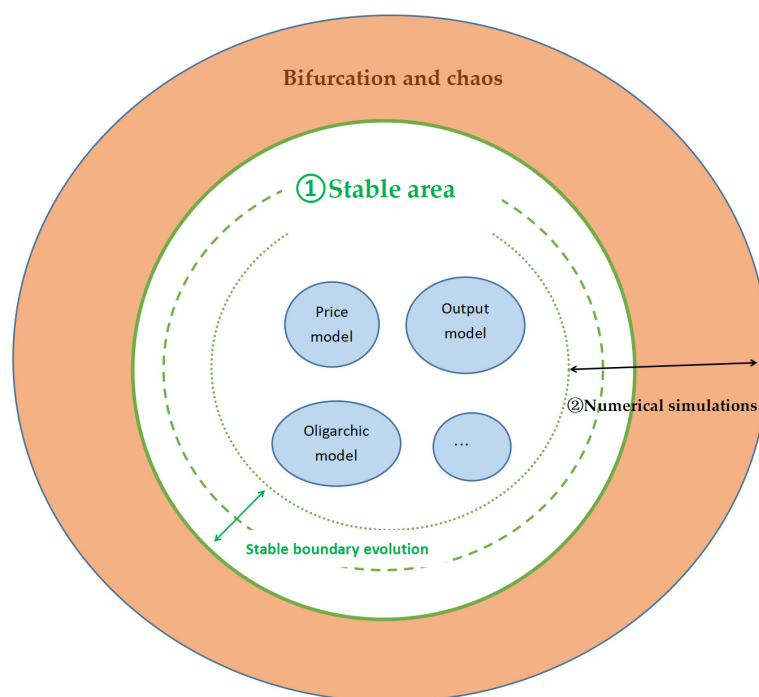 Bifurcation and chaos
①Stable area
Price
model
Output
model
②Numerical simulations
Oligarchic
model
...
Stable boundary evolution